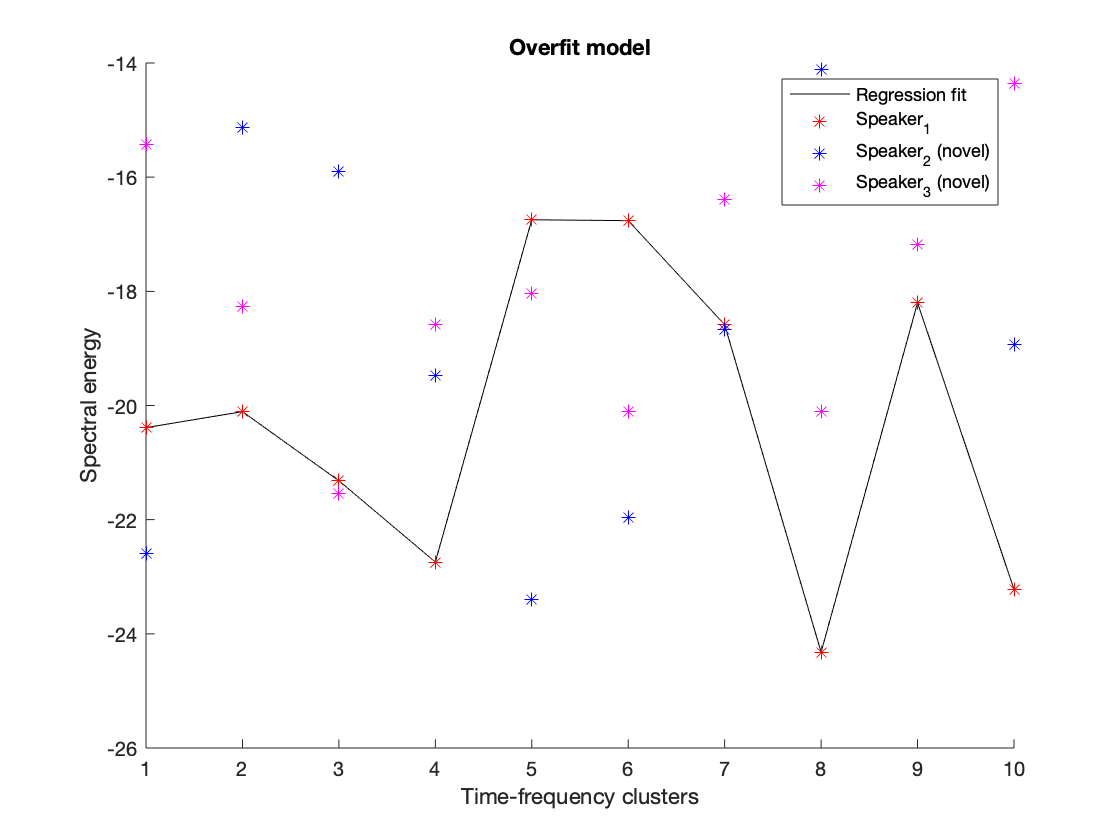 Overfit model
-14
-16
-18
-20
-22
-24
-26
Spectral energy
Regression fit
Speaker1
Speaker2 (novel)
Speaker3 (novel)
1 2 3 4 5 6 7 8 9 10
Time-frequency clusters